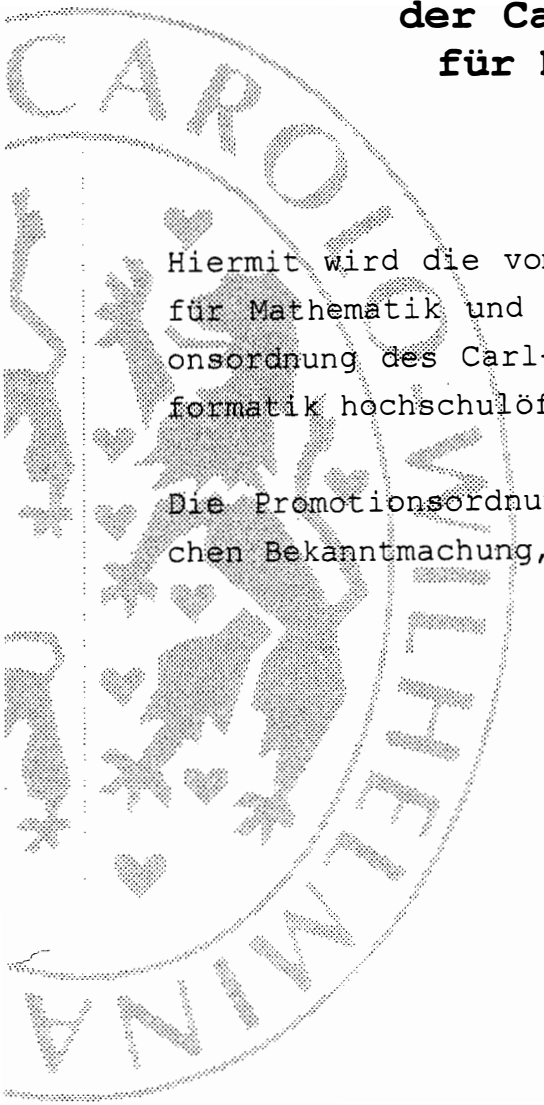 der Ca
für
Hiermit wird die vor
für Mathematik und
onsordnung des Carl-
formatik hochschulöf
Die Promotionsordnu
chen Bekanntmachung,
CAROLO-WILHELMINA